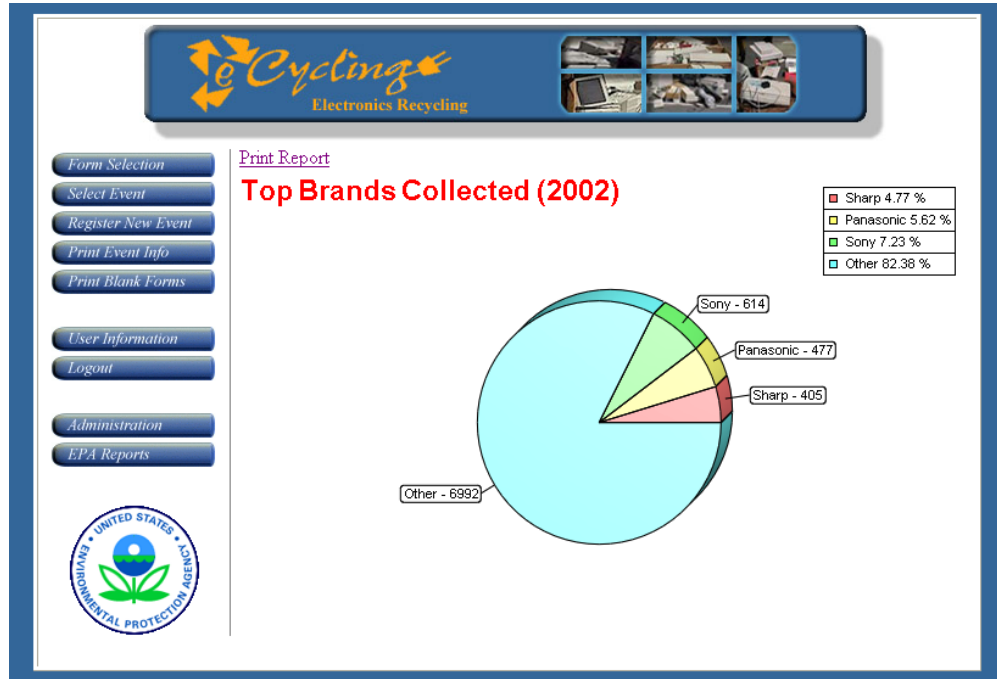 eCycling
Electronics Recycling
Form Selection
Select Event
Register New Event
Print Event Info
Print Blank Forms
User Information
Logout
Administration
EPA Reports
UNITED STATES
ENVIRONMENTAL PROTECTION AGENCY
Print Report
Top Brands Collected (2002)
Sharp 4.77 %
Panasonic 5.62 %
Sony 7.23 %
Other 82.38 %
Sony - 614
Panasonic - 477
Sharp - 405
Other - 6992